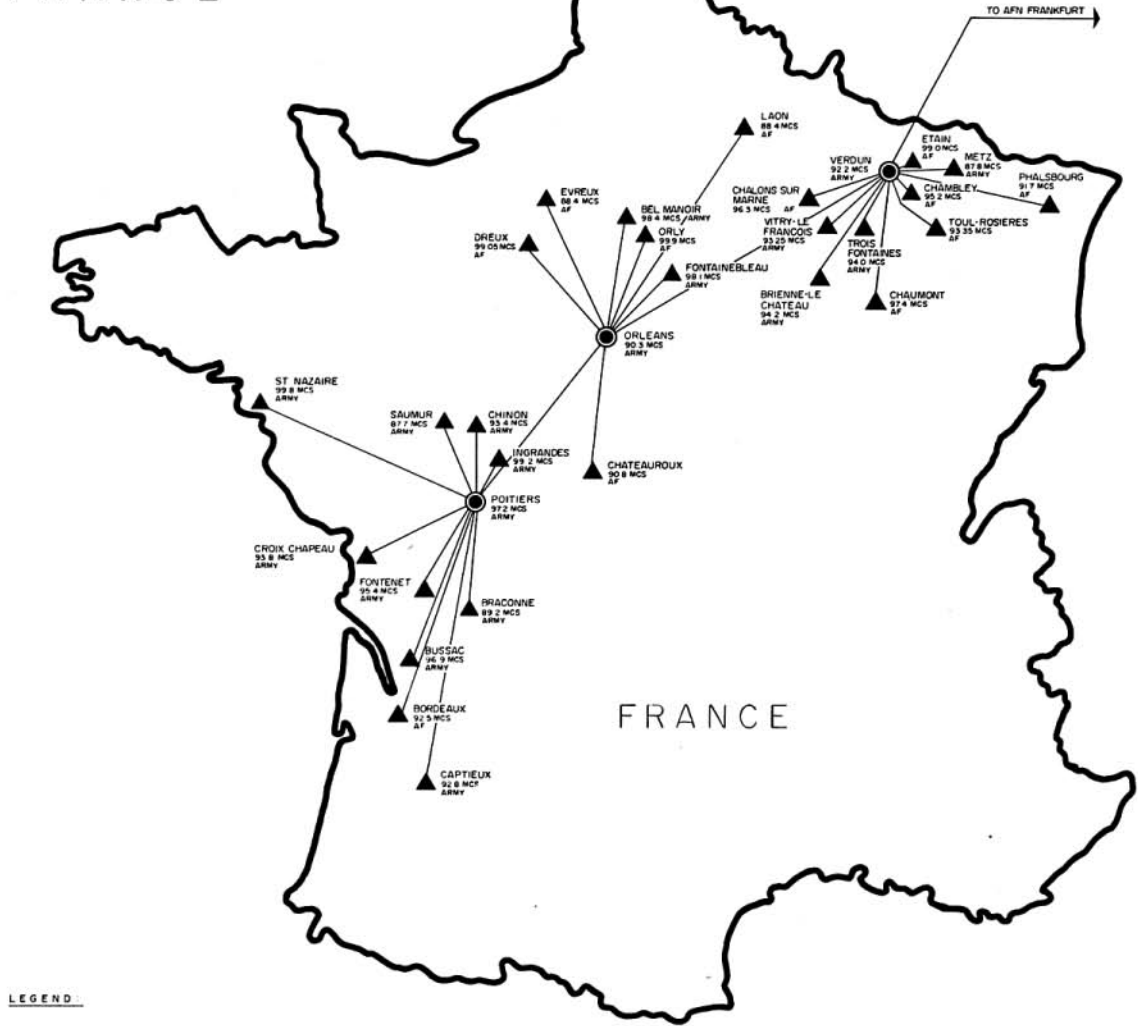 TO AFN FRANKFURT
LAON
88.4 MCS
AF
ETAIN
99.0 MCS
AF
VERDUN
92.2 MCS
ARMY
METZ
87.8 MCS
ARMY
PHALSBOURG
91.7 MCS
AF
CHALONS SUR
MARNE
96.3 MCS AF
CHAMBLEY
95.2 MCS
AF
EVREUX
88.4 MCS
AF
BEL MANOIR
98.4 MCS/ARMY
VITRY-LE
FRANCOIS
93.25 MCS
ARMY
TOUL-ROSIERES
93.35 MCS
AF
DREUX
99.05 MCS
AF
ORLY
99.9 MCS
AF
TROIS
FONTAINES
94.0 MCS
ARMY
FONTAINEBLEAU
98.1 MCS
ARMY
BRIENNE-LE
CHATEAU
94.2 MCS
ARMY
CHAUMONT
97.4 MCS
AF
ORLEANS
90.3 MCS
ARMY
ST NAZAIRE
99.8 MCS
ARMY
SAUMUR
87.7 MCS
ARMY
CHINON
93.4 MCS
ARMY
INGRANDES
99.2 MCS
ARMY
CHATEAUROUX
90.8 MCS
AF
POITIERS
97.2 MCS
ARMY
CROIX CHAPEAU
93.8 MCS
ARMY
FONTENET
95.4 MCS
ARMY
BRACONNE
89.2 MCS
ARMY
BUSSAC
96.9 MCS
ARMY
BORDEAUX
92.5 MCS
AF
FRANCE
CAPTIEUX
92.8 MCS
ARMY
LEGEND: